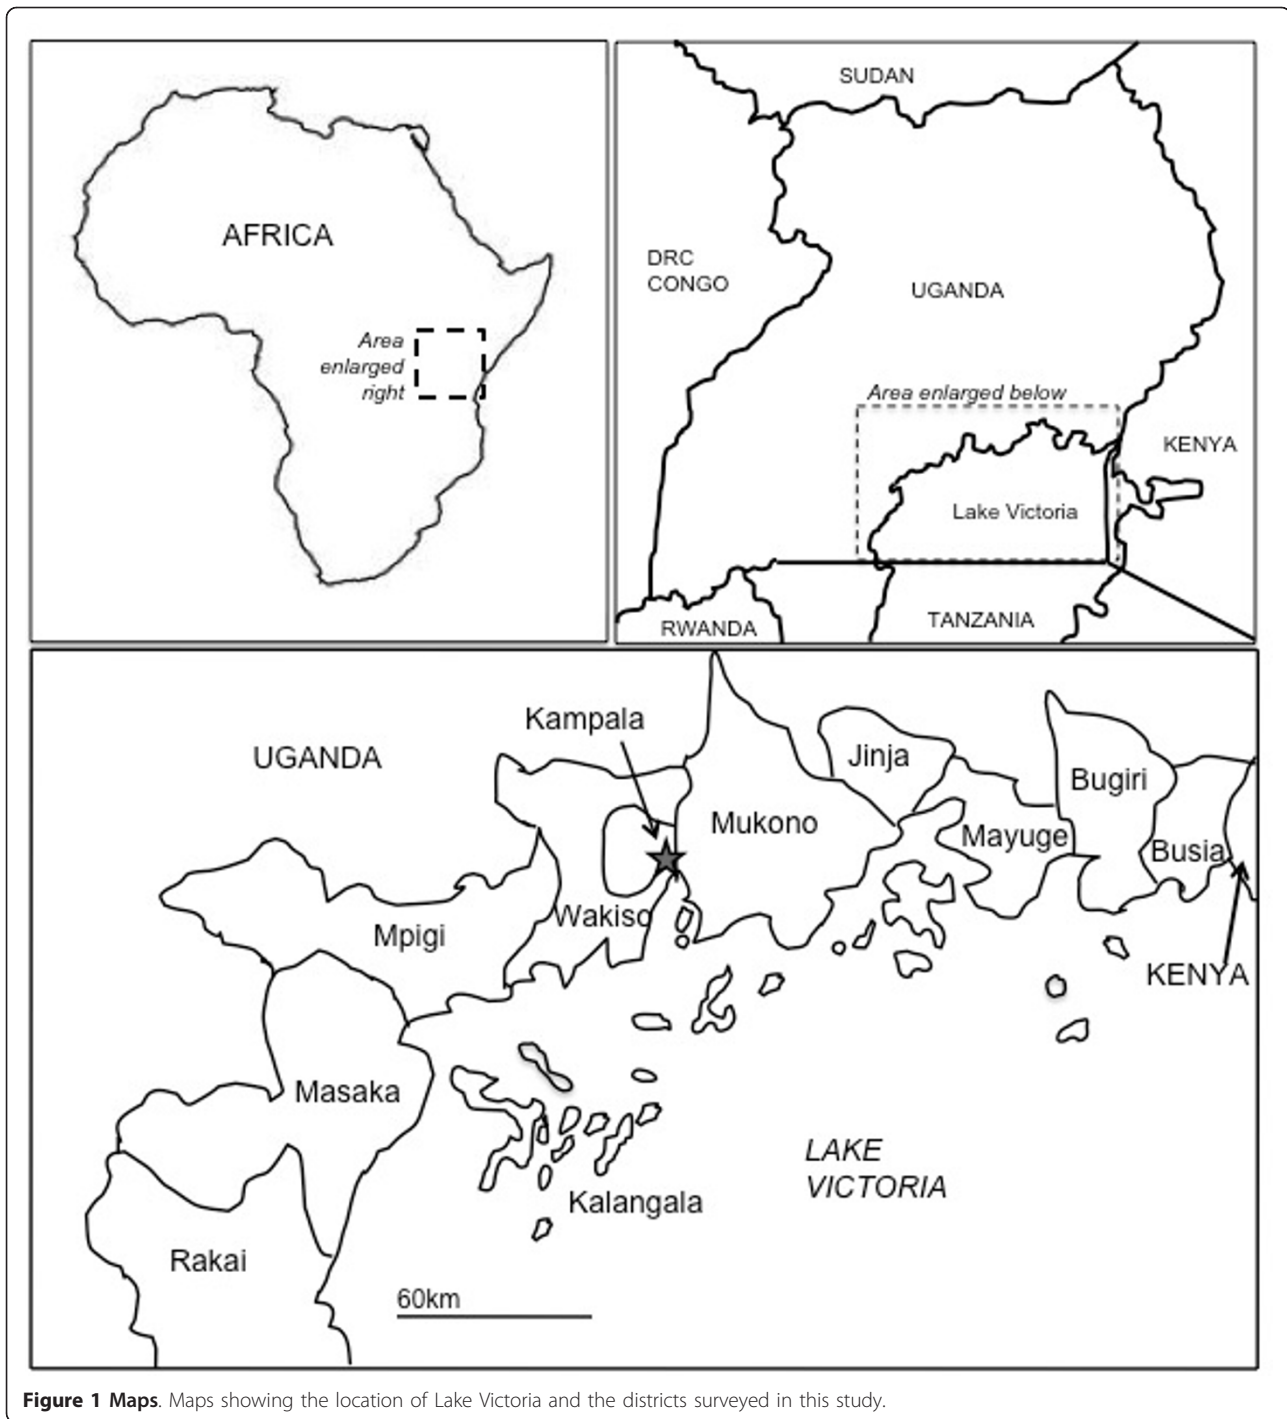 AFRICA
Area
enlarged
right
SUDAN
DRC
CONGO
UGANDA
Area enlarged below
KENYA
Lake Victoria
RWANDA
TANZANIA
Kampala
UGANDA
Jinja
Bugiri
Mukono
Mayuge
Busia
Wakiso
Mpigi
KENYA
Masaka
LAKE
VICTORIA
Kalangala
Rakai
60km
Figure 1 Maps. Maps showing the location of Lake Victoria and the districts surveyed in this study.